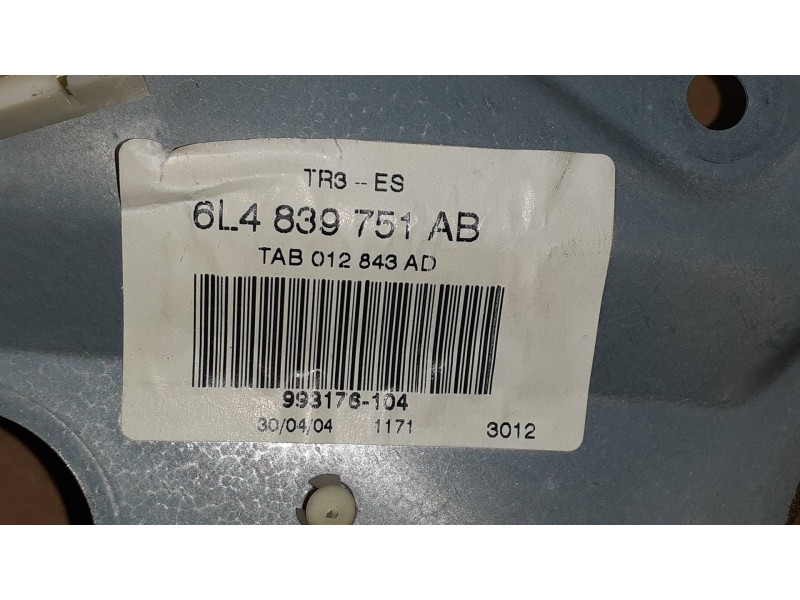 TR3 -- ES
6L4 839 751 AB
TAB 012 843 AD
993176-104
30/04/04 1171 3012